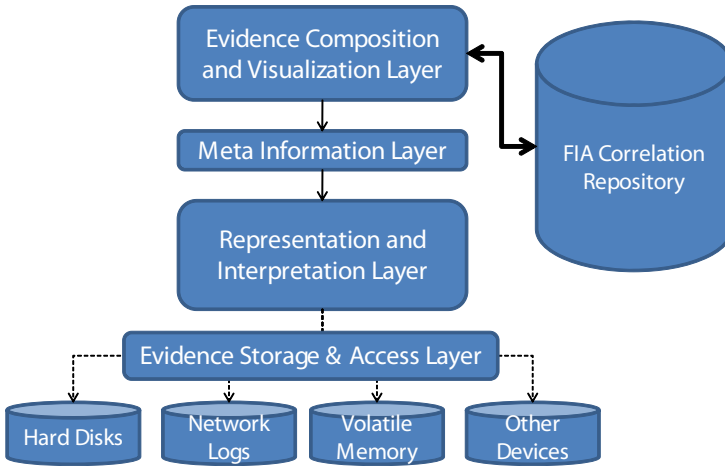 Evidence Composition
and Visualization Layer
FIA Correlation
Repository
Meta Information Layer
Representation and
Interpretation Layer
Evidence Storage & Access Layer
Hard Disks
Network
Logs
Volatile
Memory
Other
Devices